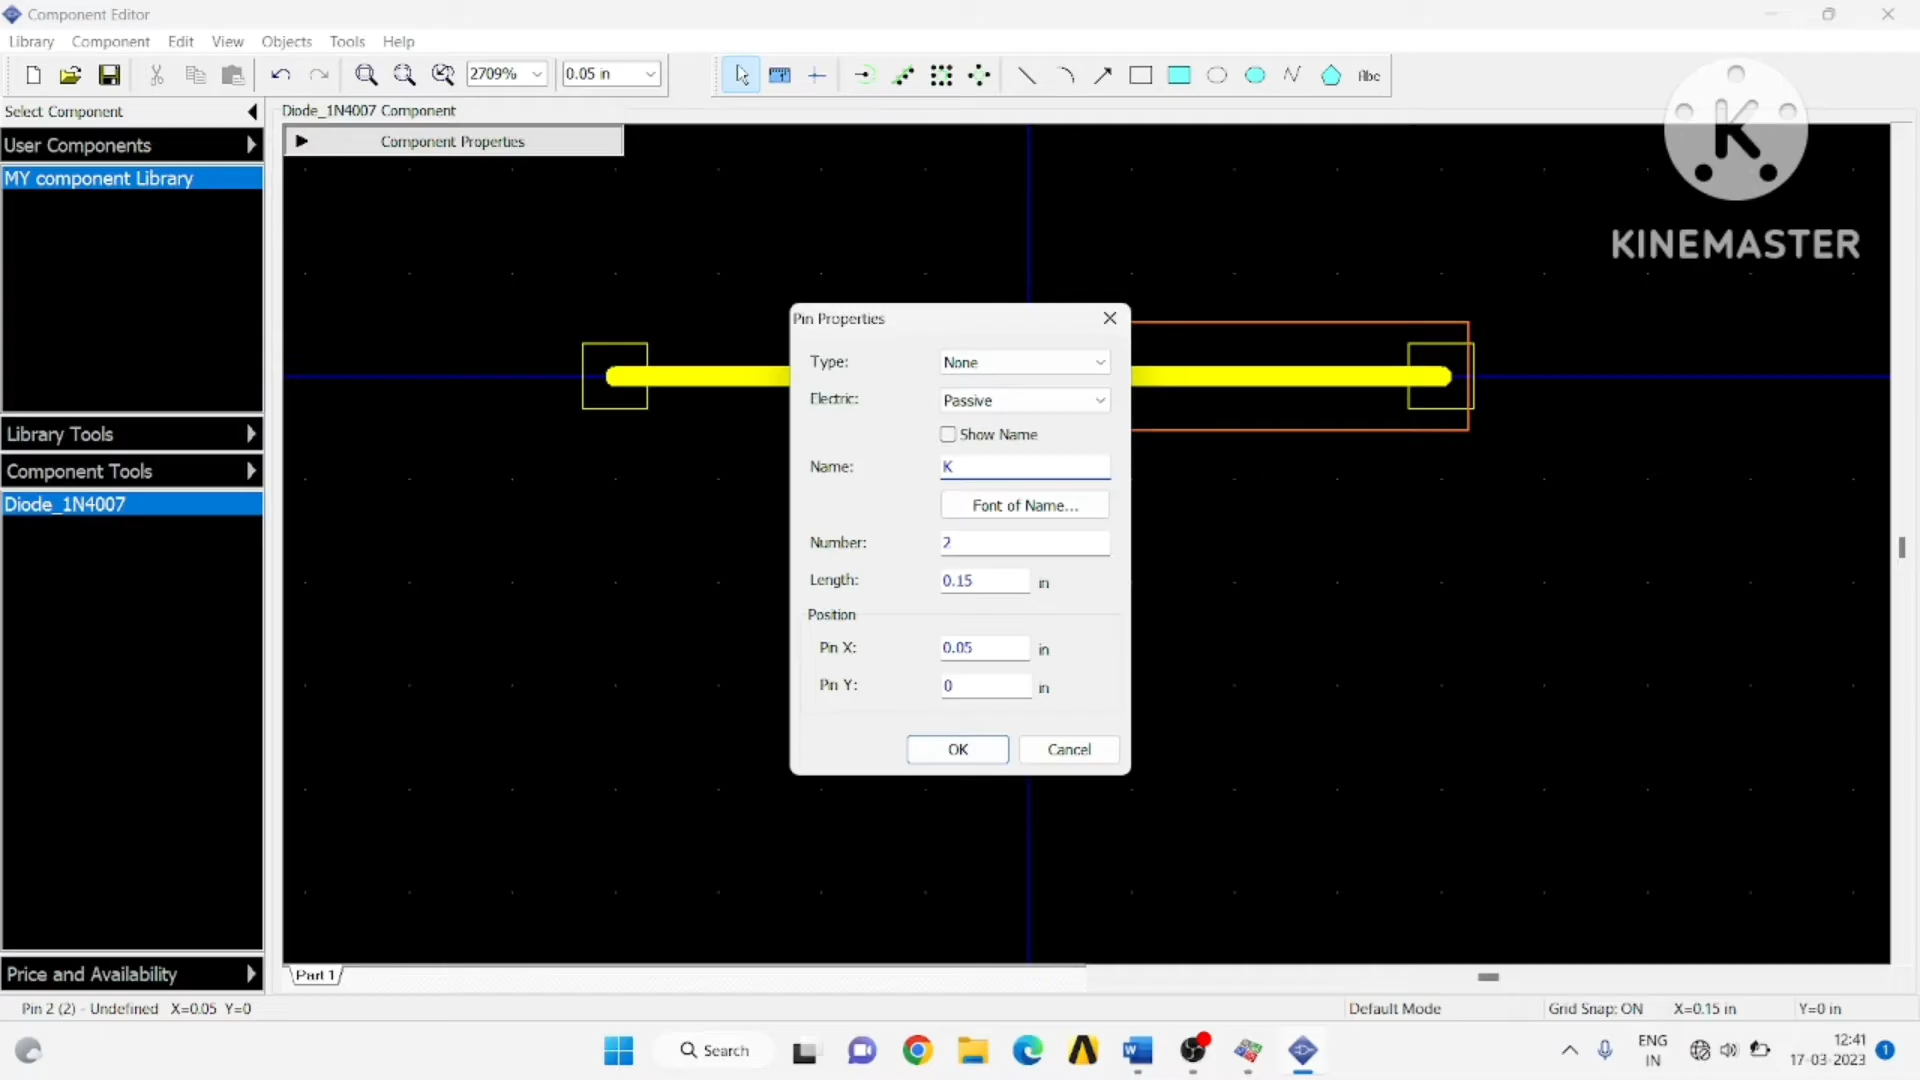 Component Editor
Library Component Edit View Objects Tools Help
2709% 0.05 in Abc
Select Component
Diode_1N4007 Component
User Components
Component Properties
MY component Library
KINEMASTER
Pin Properties
Type: None
Electric: Passive
Show Name
Name: K
Font of Name...
Number: 2
Length: 0.15 in
Position
Pin X: 0.05 in
Pin Y: 0 in
OK Cancel
Library Tools
Component Tools
Diode_1N4007
Price and Availability
Part 1
Pin 2 (2) - Undefined X=0.05 Y=0
Default Mode
Grid Snap: ON
X=0.15 in
Y=0 in
Search
ENG
IN
12:41
17-03-2023
1